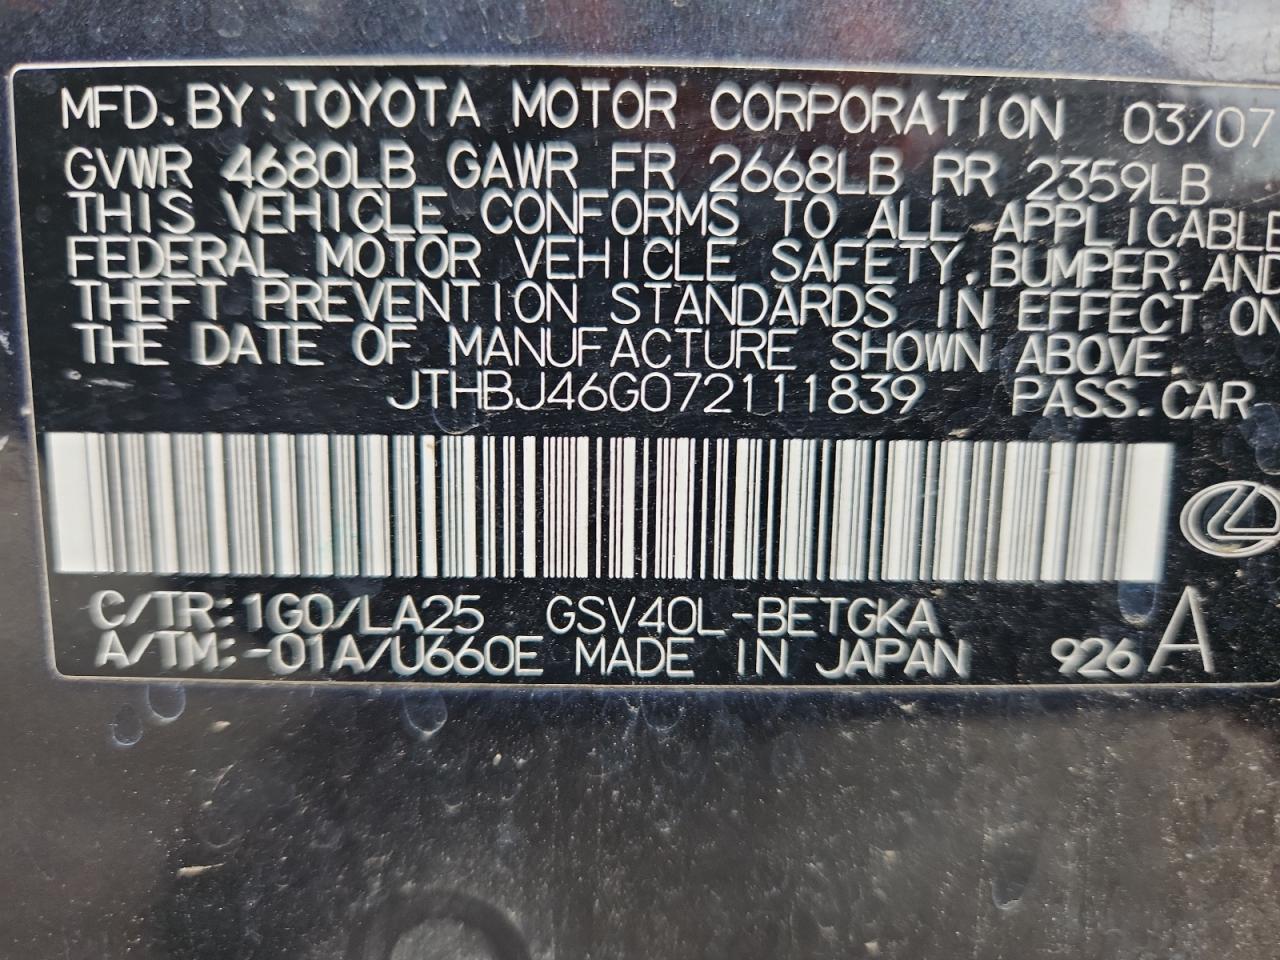 MFD. BY: TOYOTA MOTOR CORPORATION 03/07
GVWR 4680LB GAWR FR 2668LB RR 2359LB
THIS VEHICLE CONFORMS TO ALL APPLICABLE
FEDERAL MOTOR VEHICLE SAFETY, BUMPER, AND
THEFT PREVENTION STANDARDS IN EFFECT ON
THE DATE OF MANUFACTURE SHOWN ABOVE.
JTHBJ46G072111839 PASS. CAR
C/TR: 1G0/LA25 GSV40L-BETGKA
A/TM: -01A/U660E MADE IN JAPAN 926 A